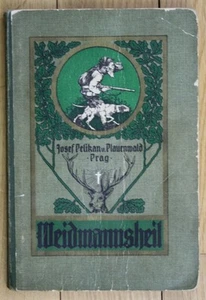 Josef Pelikan v. Plauenwald
- Prag -
Weidmannsheil